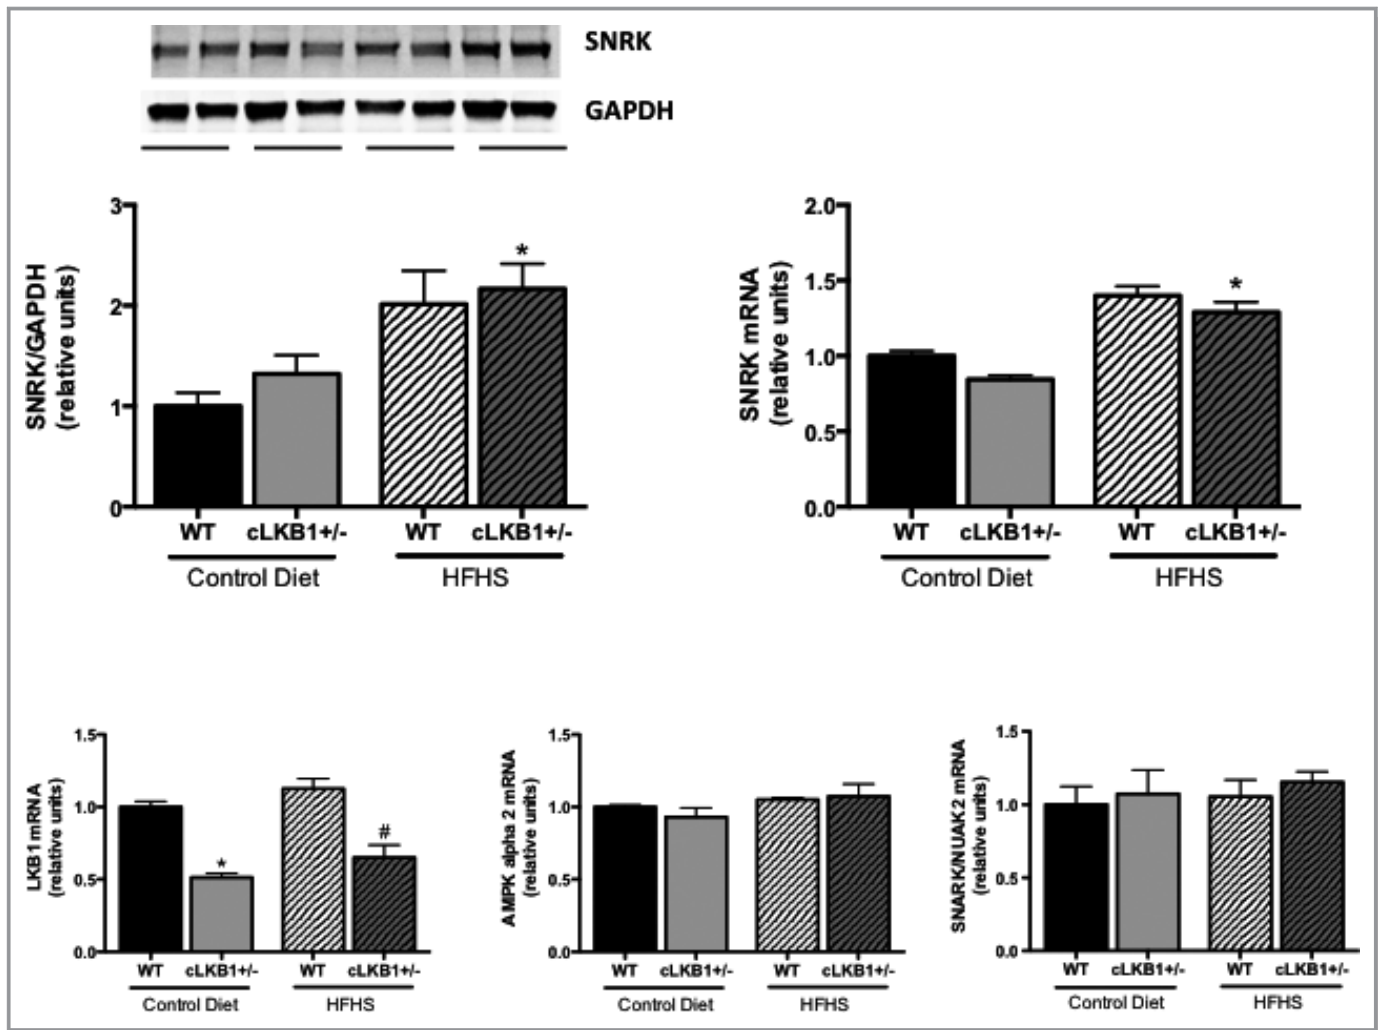 SNRK
GAPDH
SNRK/GAPDH
(relative units)
3
2
1
0
*
WT cLKB1+/- WT cLKB1+/-
Control Diet HFHS
SNRK mRNA
(relative units)
2.0
1.5
1.0
0.5
0.0
*
WT cLKB1+/- WT cLKB1+/-
Control Diet HFHS
LKB1 mRNA
(relative units)
1.5
1.0
0.5
0.0
*
#
WT cLKB1+/- WT cLKB1+/-
Control Diet HFHS
AMPK alpha 2 mRNA
(relative units)
1.5
1.0
0.5
0.0
WT cLKB1+/- WT cLKB1+/-
Control Diet HFHS
SNARK/NUAK2 mRNA
(relative units)
1.5
1.0
0.5
0.0
WT cLKB1+/- WT cLKB1+/-
Control Diet HFHS